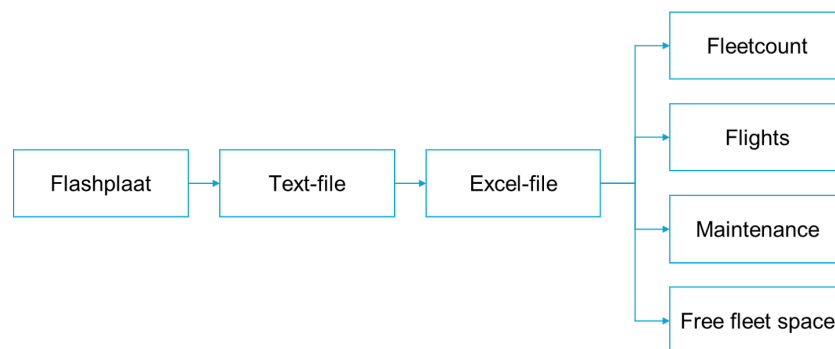 Flashplaat
Text-file
Excel-file
Fleetcount
Flights
Maintenance
Free fleet space